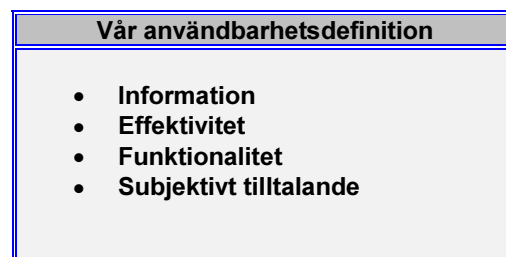 Vår användbarhetsdefinition
• Information
• Effektivitet
• Funktionalitet
• Subjektivt tilltalande